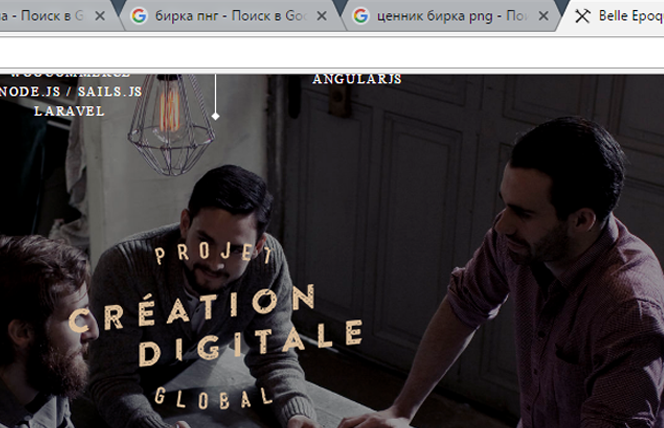 а - Поиск в G
бирка пнг - Поиск в Goo
ценник бирка png - По
Belle Epoq
WOOCOMMERCE
NODE.JS / SAILS.JS
LARAVEL
ANGULARJS
PROJET
CRÉATION
DIGITALE
GLOBAL